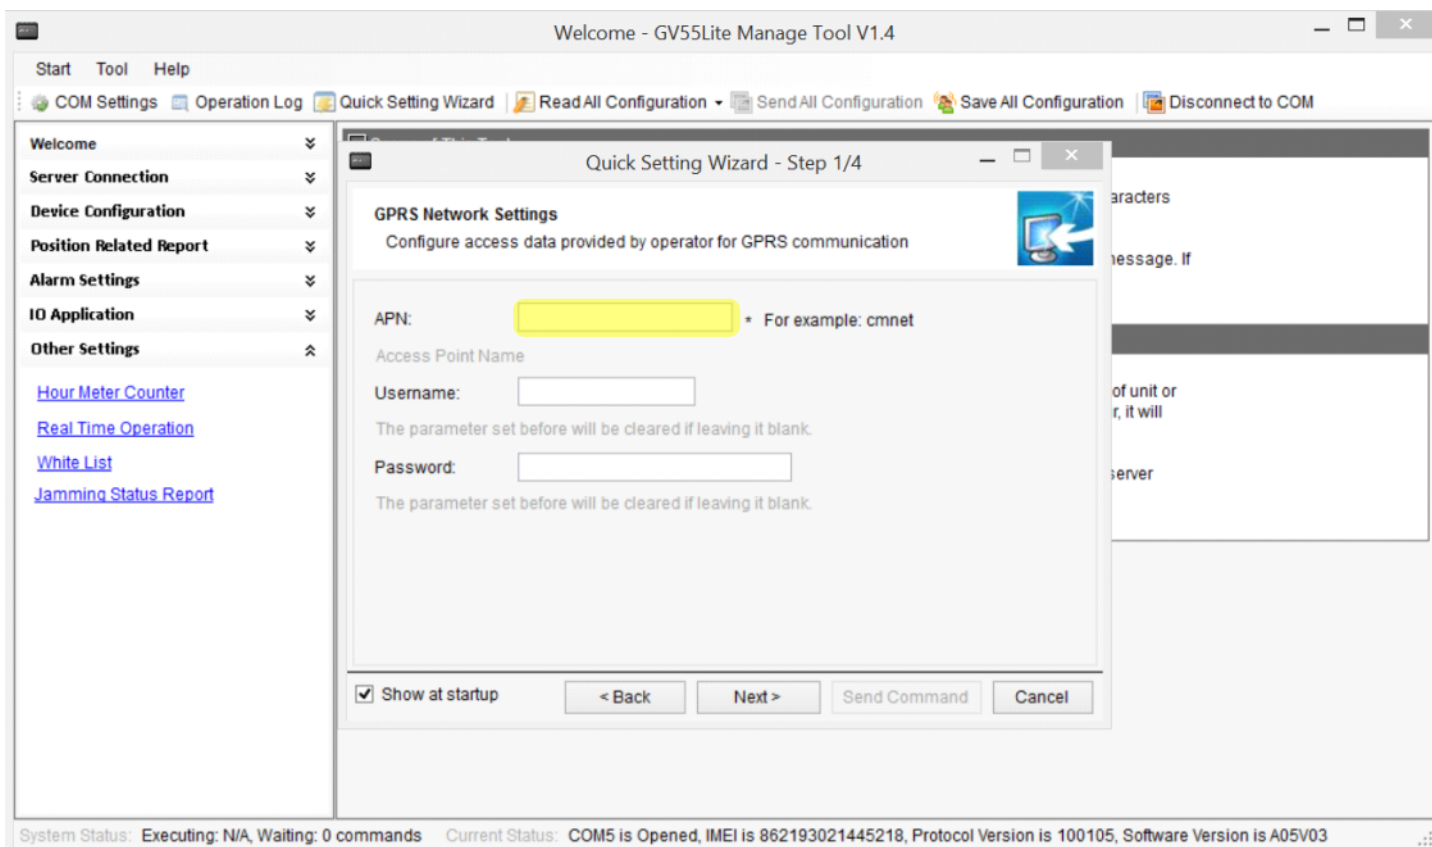 Welcome - GV55Lite Manage Tool V1.4
Start Tool Help
COM Settings Operation Log Quick Setting Wizard Read All Configuration Send All Configuration Save All Configuration Disconnect to COM
Welcome
Server Connection
Device Configuration
Position Related Report
Alarm Settings
IO Application
Other Settings
Hour Meter Counter
Real Time Operation
White List
Jamming Status Report
Quick Setting Wizard - Step 1/4
GPRS Network Settings
Configure access data provided by operator for GPRS communication
APN: * For example: cmnet
Access Point Name
Username:
The parameter set before will be cleared if leaving it blank.
Password:
The parameter set before will be cleared if leaving it blank.
Show at startup < Back Next > Send Command Cancel
aracters
message. If
of unit or
r, it will
server
System Status: Executing: N/A, Waiting: 0 commands Current Status: COM5 is Opened, IMEI is 862193021445218, Protocol Version is 100105, Software Version is A05V03